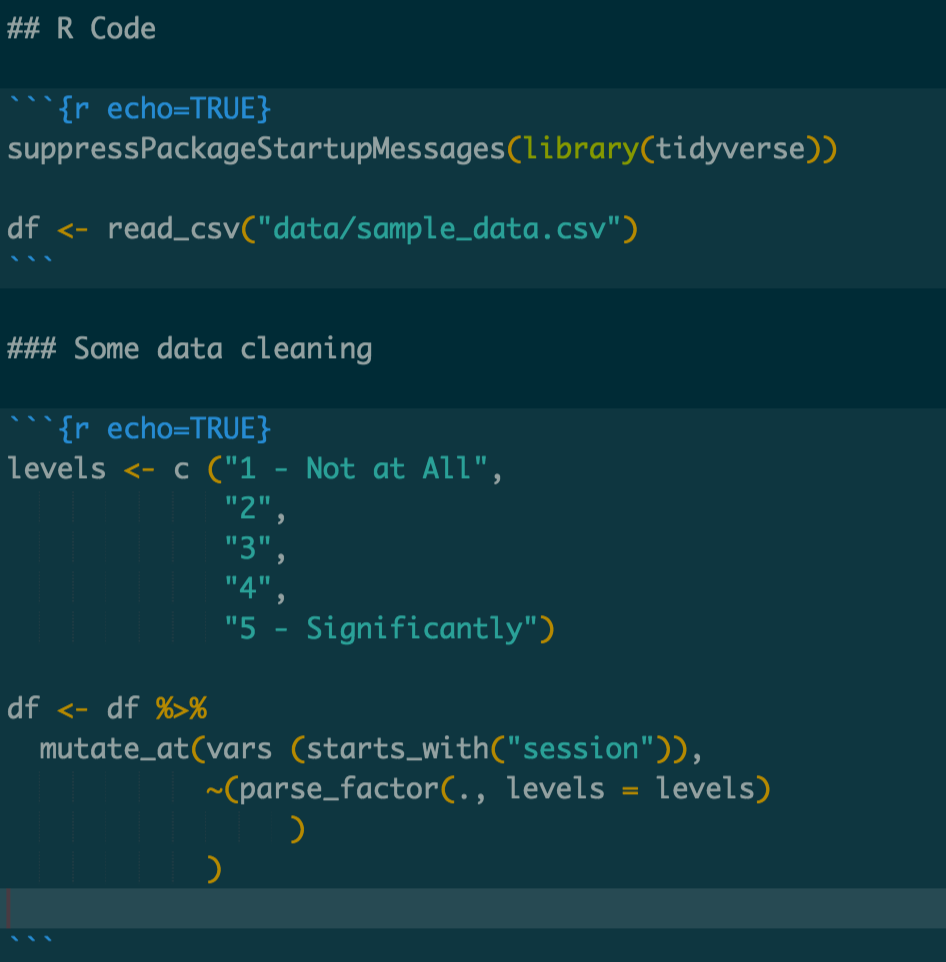 ## R Code
```{r echo=TRUE}
suppressPackageStartupMessages(library(tidyverse))
df <- read_csv("data/sample_data.csv")
```
### Some data cleaning
```{r echo=TRUE}
levels <- c ("1 - Not at All",
             "2",
             "3",
             "4",
             "5 - Significantly")
df <- df %>%
  mutate_at(vars (starts_with("session")),
            ~(parse_factor(., levels = levels)
                 )
            )
```